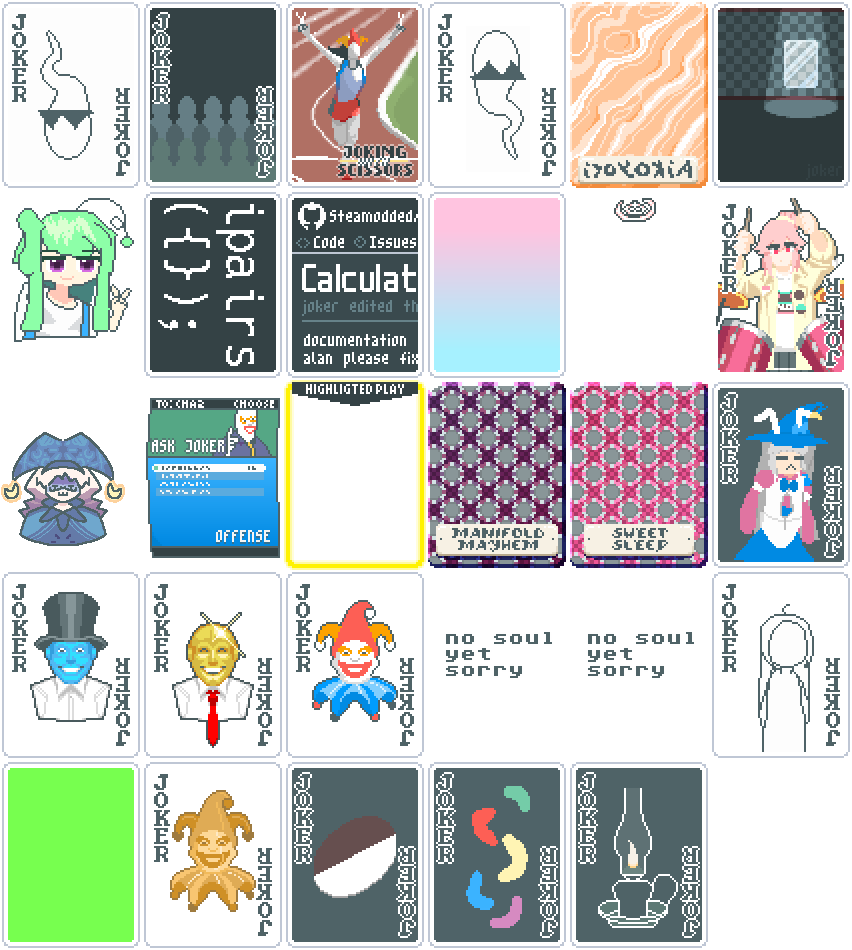 JOKER
JOKER
JOKER
JOKER
JOKING
SCISSORS
JOKER
JOKER
joker
ipairs
({});
Steamodded/
Code Issues
Calculat
joker edited th
documentation
alan please fix
JOKER
JOKER
TO: CHAZ CHOOSE
ASK JOKER
OFFENSE
HIGHLIGTED PLAY
MANIFOLD
MAYHEM
SWEET
SLEEP
JOKER
JOKER
JOKER
JOKER
JOKER
JOKER
JOKER
JOKER
no soul
yet
sorry
no soul
yet
sorry
JOKER
JOKER
JOKER
JOKER
JOKER
JOKER
JOKER
JOKER
JOKER
JOKER